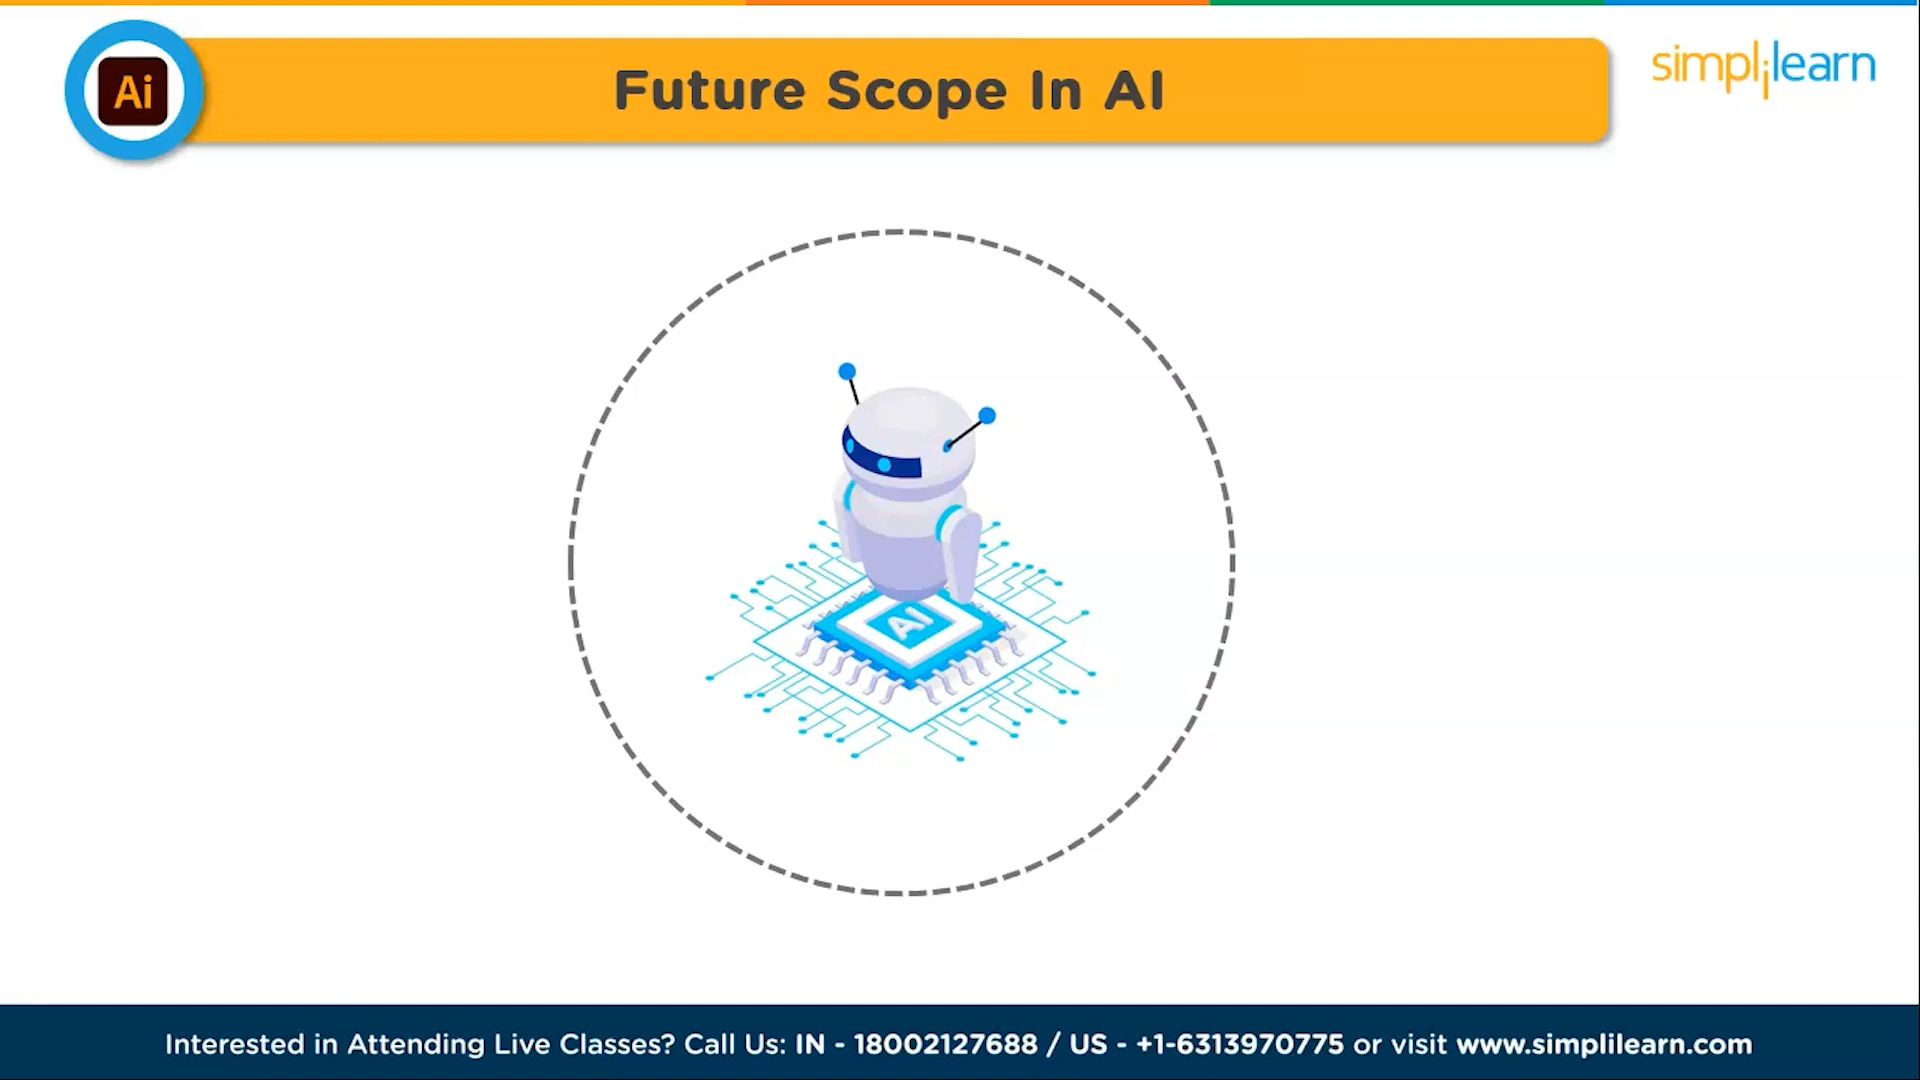 Ai
Future Scope In AI
simplilearn
AI
Interested in Attending Live Classes? Call Us: IN - 18002127688 / US - +1-6313970775 or visit www.simplilearn.com